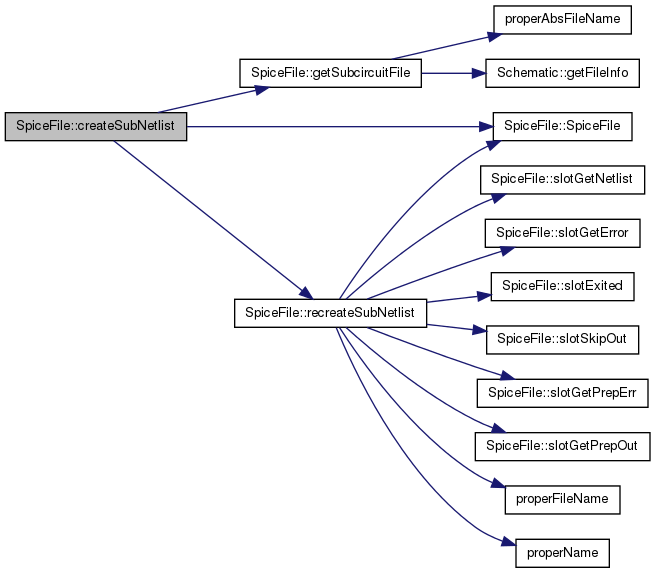 properAbsFileName
SpiceFile::getSubcircuitFile
Schematic::getFileInfo
SpiceFile::createSubNetlist
SpiceFile::SpiceFile
SpiceFile::slotGetNetlist
SpiceFile::slotGetError
SpiceFile::slotExited
SpiceFile::recreateSubNetlist
SpiceFile::slotSkipOut
SpiceFile::slotGetPrepErr
SpiceFile::slotGetPrepOut
properFileName
properName